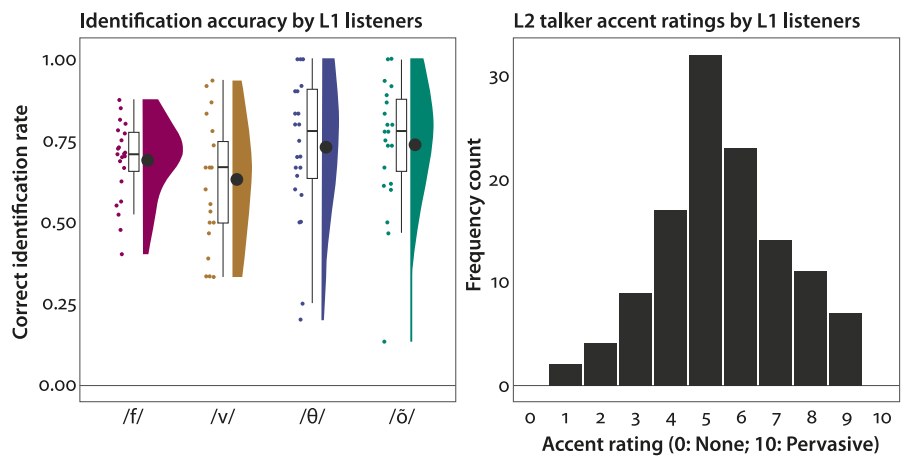 Identification accuracy by L1 listeners
Correct identification rate
1.00
0.75
0.50
0.25
0.00
/f/ /v/ /θ/ /õ/
L2 talker accent ratings by L1 listeners
Frequency count
30
20
10
0
0 1 2 3 4 5 6 7 8 9 10
Accent rating (0: None; 10: Pervasive)